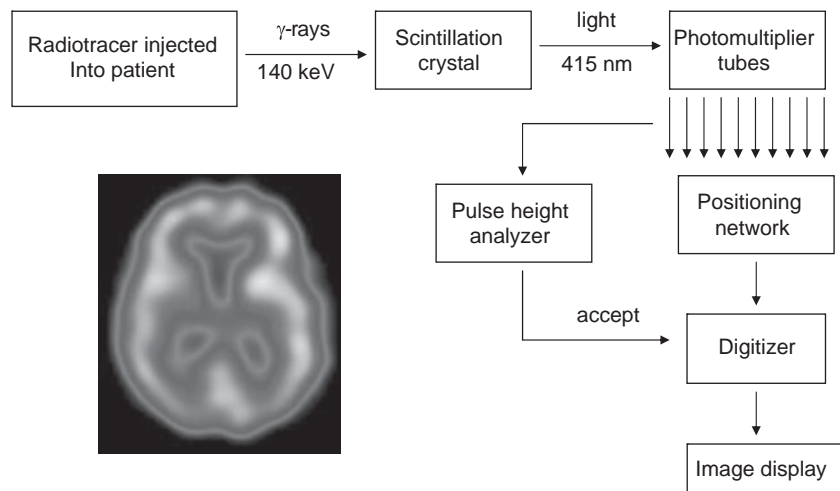 Radiotracer injected
Into patient
γ-rays
140 keV
Scintillation
crystal
light
415 nm
Photomultiplier
tubes
Pulse height
analyzer
Positioning
network
accept
Digitizer
Image display